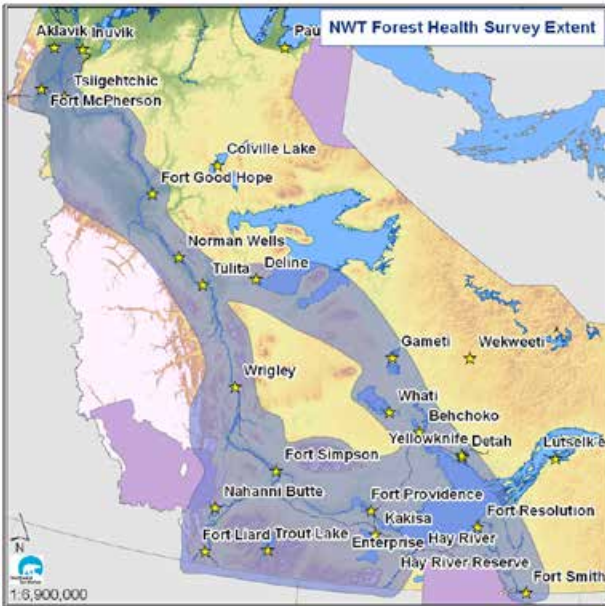 NWT Forest Health Survey Extent
Aklavik Inuvik
Pau
Tsiigehtchic
Fort McPherson
Colville Lake
Fort Good Hope
Norman Wells
Tulita
Deline
Gameti
Wekweeti
Wrigley
Whati
Behchoko
Yellowknife
Detah
Lutselk'e
Fort Simpson
Nahanni Butte
Fort Providence
Kakisa
Fort Resolution
Fort Liard
Trout Lake
Enterprise
Hay River
Hay River Reserve
Fort Smith
N
1:6,900,000